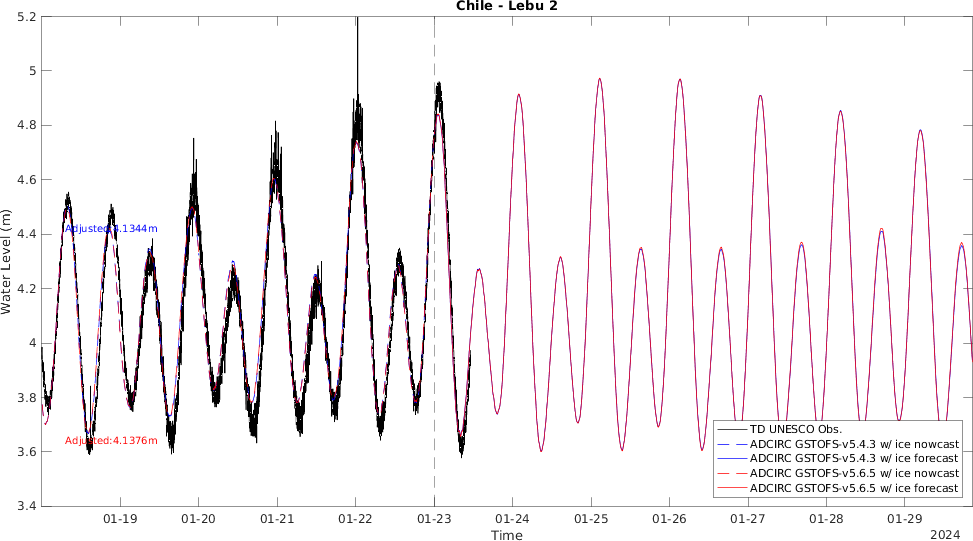 Chile - Lebu 2
5.2
5
4.8
4.6
4.4
4.2
4
3.8
3.6
3.4
Water Level (m)
Adjusted:4.1344m
Adjusted:4.1376m
TD UNESCO Obs.
ADCIRC GSTOFS-v5.4.3 w/ ice nowcast
ADCIRC GSTOFS-v5.4.3 w/ ice forecast
ADCIRC GSTOFS-v5.6.5 w/ ice nowcast
ADCIRC GSTOFS-v5.6.5 w/ ice forecast
01-19 01-20 01-21 01-22 01-23 01-24 01-25 01-26 01-27 01-28 01-29
Time
2024